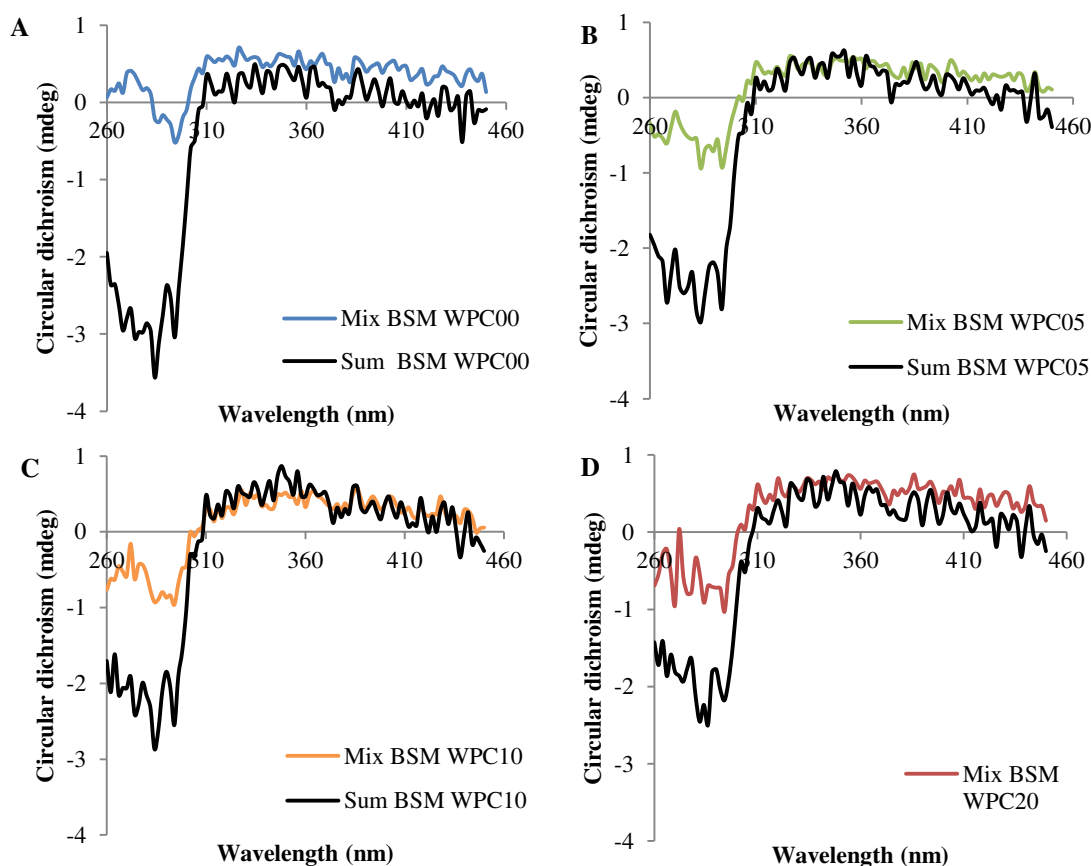 A
Circular dichroism (mdeg)
1
0
-1
-2
-3
-4
260
310
360
410
460
Mix BSM WPC00
Sum BSM WPC00
Wavelength (nm)
B
Circular dichroism (mdeg)
1
0
-1
-2
-3
-4
260
310
360
410
460
Mix BSM WPC05
Sum BSM WPC05
Wavelength (nm)
C
Circular dichroism (mdeg)
1
0
-1
-2
-3
-4
260
310
360
410
460
Mix BSM WPC10
Sum BSM WPC10
Wavelength (nm)
D
Circular dichroism (mdeg)
1
0
-1
-2
-3
-4
260
310
360
410
460
Mix BSM
WPC20
Wavelength (nm)